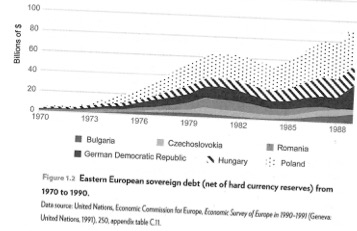 Billions of $
100
80
60
40
20
0
1970 1973 1976 1979 1982 1985 1988
Bulgaria Czechoslovokia Romania
German Democratic Republic Hungary Poland
Figure 1.2 Eastern European sovereign debt (net of hard currency reserves) from
1970 to 1990.
Data source: United Nations, Economic Commission for Europe, Economic Survey of Europe in 1990-1991 (Geneva:
United Nations, 1991), 250, appendix table C.11.